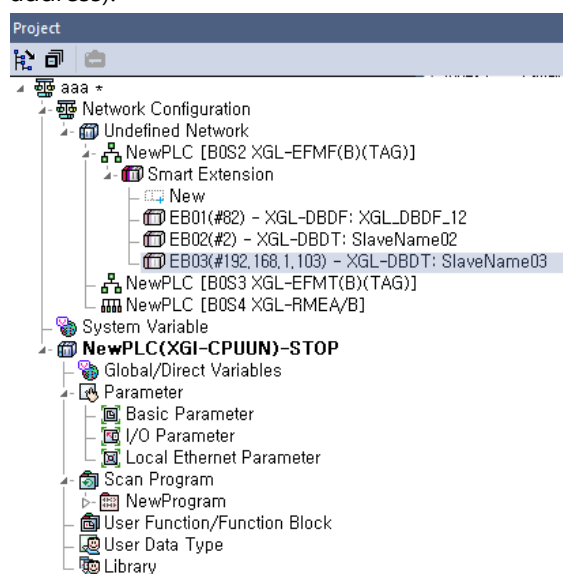 address).
Project
aaa *
Network Configuration
Undefined Network
NewPLC [B0S2 XGL-EFMF(B)(TAG)]
Smart Extension
New
EB01(#82) - XGL-DBDF: XGL_DBDF_12
EB02(#2) - XGL-DBDT: SlaveName02
EB03(#192,168,1,103) - XGL-DBDT: SlaveName03
NewPLC [B0S3 XGL-EFMT(B)(TAG)]
NewPLC [B0S4 XGL-RMEA/B]
System Variable
NewPLC(XGI-CPUUN)-STOP
Global/Direct Variables
Parameter
Basic Parameter
I/O Parameter
Local Ethernet Parameter
Scan Program
NewProgram
User Function/Function Block
User Data Type
Library